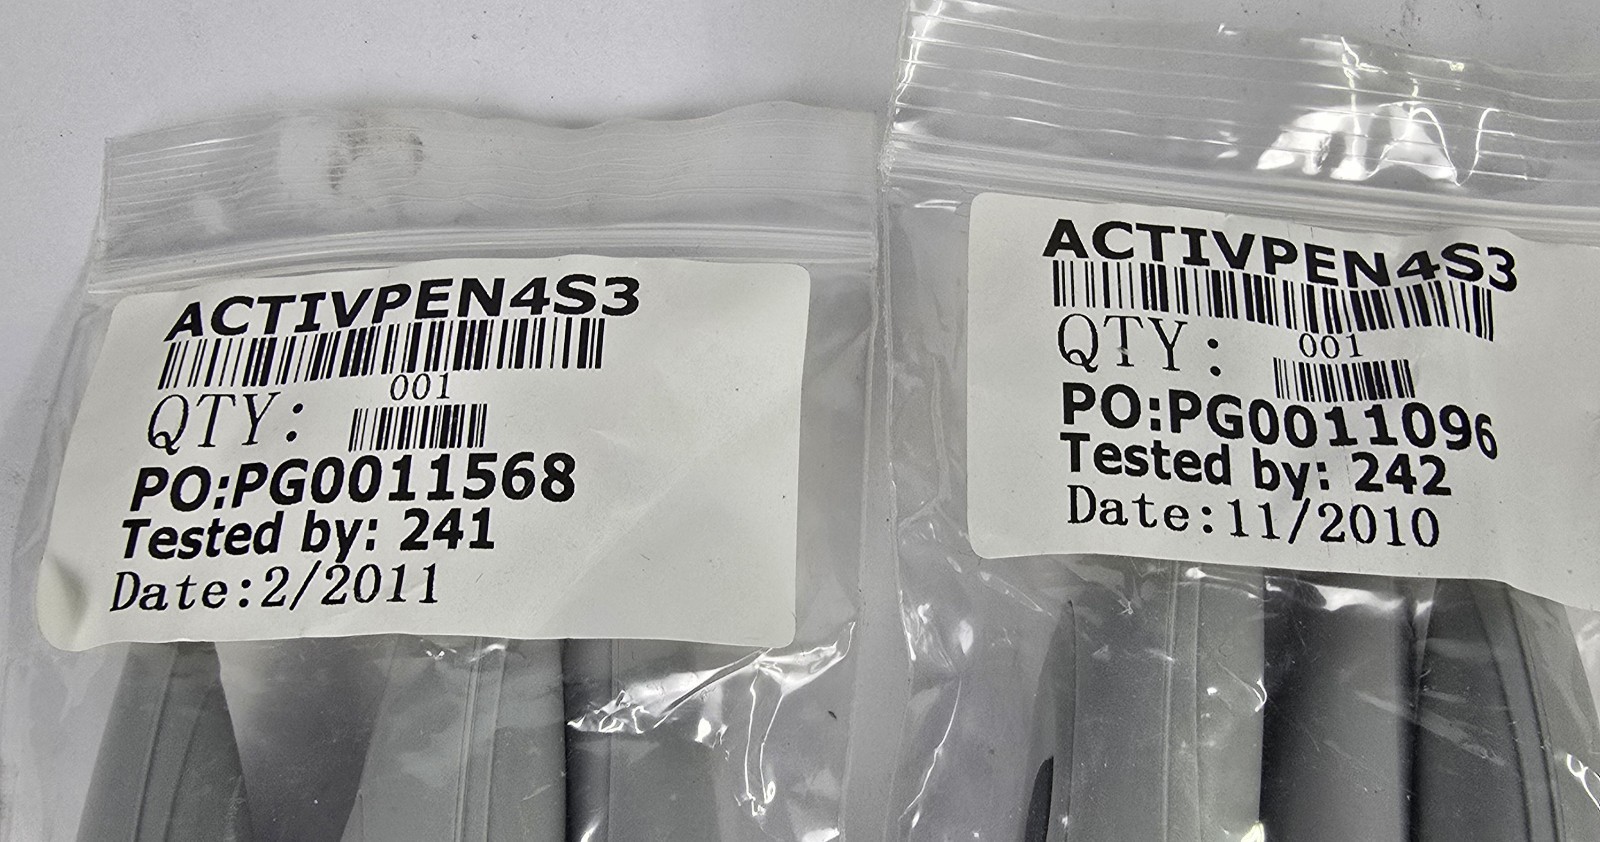 ACTIVPEN4S3
001
QTY:
PO:PG0011568
Tested by: 241
Date:2/2011
ACTIVPEN4S3
001
QTY:
PO:PG0011096
Tested by: 242
Date:11/2010